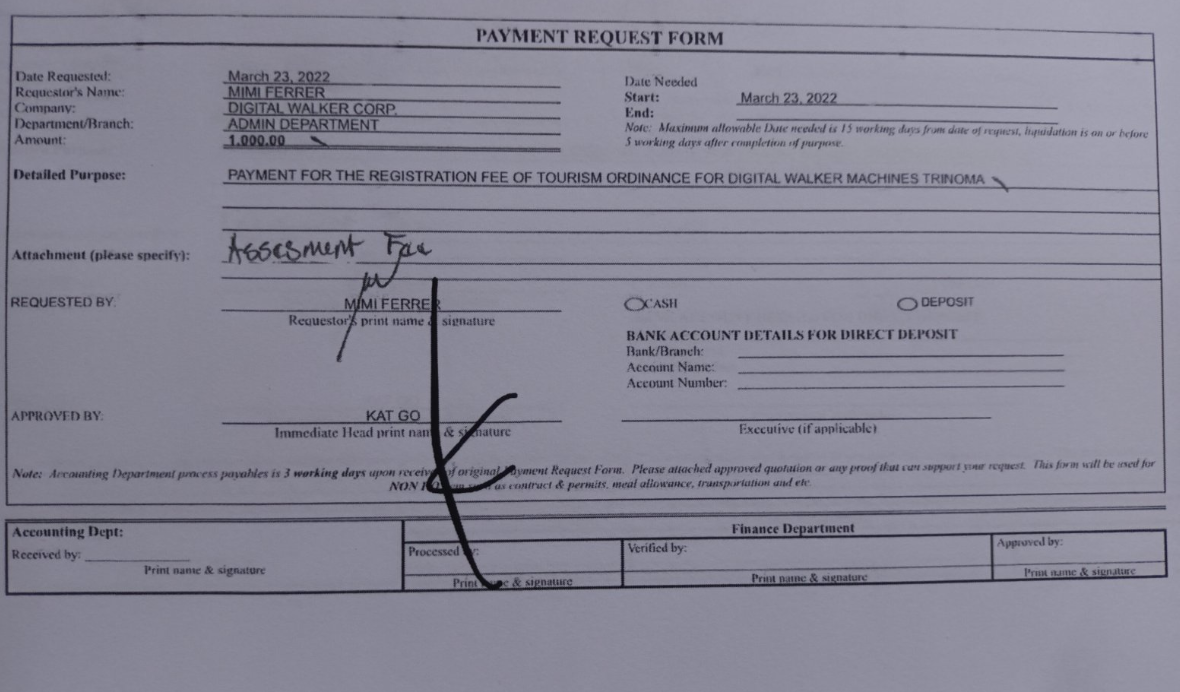 PAYMENT REQUEST FORM
Date Requested: March 23, 2022
Requestor's Name: MIMI FERRER
Company: DIGITAL WALKER CORP.
Department/Branch: ADMIN DEPARTMENT
Amount: 1,000.00
Date Needed
Start: March 23, 2022
End:
Note: Maximum allowable Date needed is 15 working days from date of request, liquidation is on or before
5 working days after completion of purpose.
Detailed Purpose: PAYMENT FOR THE REGISTRATION FEE OF TOURISM ORDINANCE FOR DIGITAL WALKER MACHINES TRINOMA
Attachment (please specify): Assesment Fee
REQUESTED BY: MIMI FERRER
Requestor's print name & signature
CASH DEPOSIT
BANK ACCOUNT DETAILS FOR DIRECT DEPOSIT
Bank/Branch:
Account Name:
Account Number:
APPROVED BY: KAT GO
Immediate Head print name & signature
Executive (if applicable)
Note: Accounting Department process payables is 3 working days upon receive of original Payment Request Form. Please attached approved quotation or any proof that can support your request. This form will be used for
NON as contract & permits, meal allowance, transportation and etc.
Accounting Dept:
Received by:
Print name & signature
Finance Department
Processed by:
Print name & signature
Verified by:
Print name & signature
Approved by:
Print name & signature